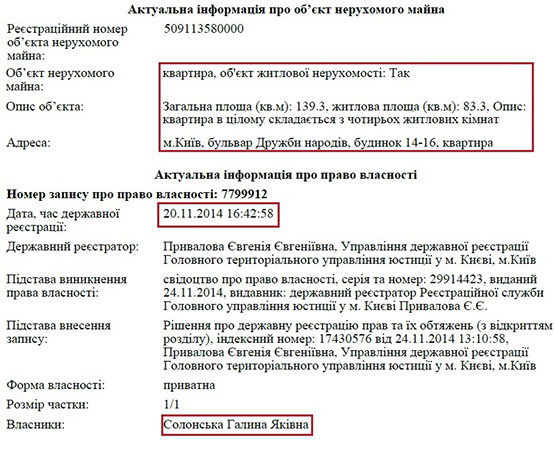 Актуальна інформація про об’єкт нерухомого майна
Реєстраційний номер об’єкта нерухомого майна: 509113580000
Об’єкт нерухомого майна: квартира, об'єкт житлової нерухомості: Так
Опис об’єкта: Загальна площа (кв.м): 139.3, житлова площа (кв.м): 83.3, Опис: квартира в цілому складається з чотирьох житлових кімнат
Адреса: м.Київ, бульвар Дружби народів, будинок 14-16, квартира
Актуальна інформація про право власності
Номер запису про право власності: 7799912
Дата, час державної реєстрації: 20.11.2014 16:42:58
Державний реєстратор: Привалова Євгенія Євгеніївна, Управління державної реєстрації Головного територіального управління юстиції у м. Києві, м.Київ
Підстава виникнення права власності: свідоцтво про право власності, серія та номер: 29914423, виданий 24.11.2014, видавник: державний реєстратор Реєстраційної служби Головного управління юстиції у м. Києві Привалова Є.Є.
Підстава внесення запису: Рішення про державну реєстрацію прав та їх обтяжень (з відкриттям розділу), індексний номер: 17430576 від 24.11.2014 13:10:58, Привалова Євгенія Євгеніївна, Управління державної реєстрації Головного територіального управління юстиції у м. Києві, м.Київ
Форма власності: приватна
Розмір частки: 1/1
Власники: Солонська Галина Яківна